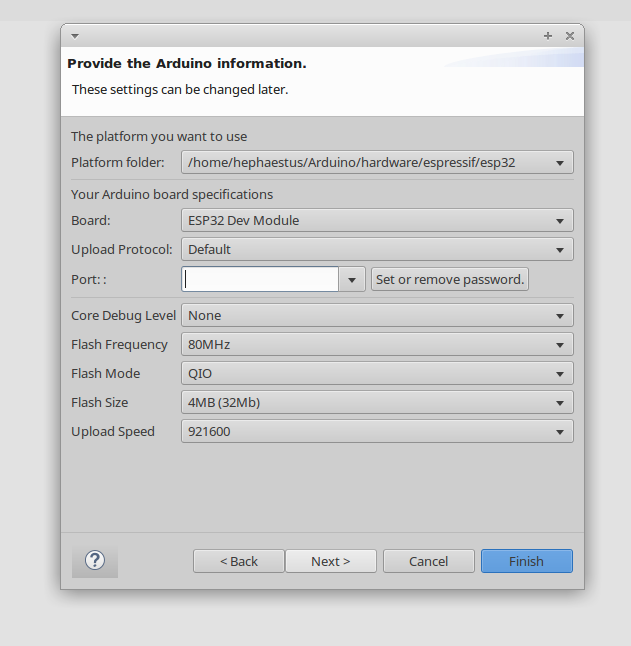 Provide the Arduino information.
These settings can be changed later.
The platform you want to use
Platform folder: /home/hephaestus/Arduino/hardware/espressif/esp32
Your Arduino board specifications
Board: ESP32 Dev Module
Upload Protocol: Default
Port: : Set or remove password.
Core Debug Level None
Flash Frequency 80MHz
Flash Mode QIO
Flash Size 4MB (32Mb)
Upload Speed 921600
? < Back Next > Cancel Finish